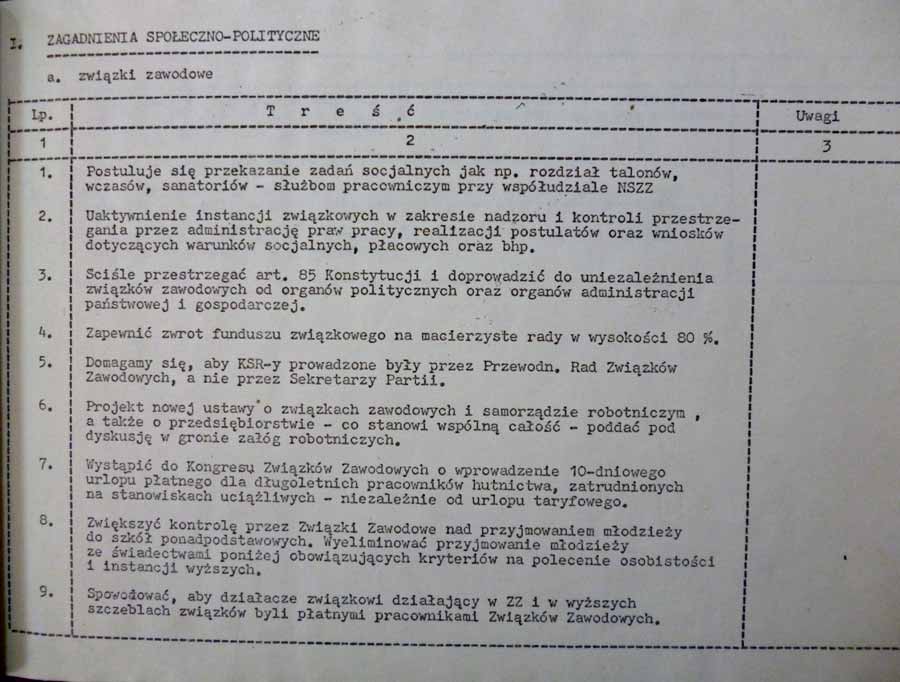 I. ZAGADNIENIA SPOŁECZNO-POLITYCZNE
a. związki zawodowe
Lp. T r e ś ć Uwagi
1 2 3
1. Postuluje się przekazanie zadań socjalnych jak np. rozdział talonów,
wczasów, sanatoriów - służbom pracowniczym przy współudziale NSZZ
2. Uaktywnienie instancji związkowych w zakresie nadzoru i kontroli przestrze-
gania przez administrację praw pracy, realizacji postulatów oraz wniosków
dotyczących warunków socjalnych, płacowych oraz bhp.
3. Sciśle przestrzegać art. 85 Konstytucji i doprowadzić do uniezależnienia
związków zawodowych od organów politycznych oraz organów administracji
państwowej i gospodarczej.
4. Zapewnić zwrot funduszu związkowego na macierzyste rady w wysokości 80 %.
5. Domagamy się, aby KSR-y prowadzone były przez Przewodn. Rad Związków
Zawodowych, a nie przez Sekretarzy Partii.
6. Projekt nowej ustawy o związkach zawodowych i samorządzie robotniczym ,
a także o przedsiębiorstwie - co stanowi wspólną całość - poddać pod
dyskusję w gronie załóg robotniczych.
7. Wystąpić do Kongresu Związków Zawodowych o wprowadzenie 10-dniowego
urlopu płatnego dla długoletnich pracowników hutnictwa, zatrudnionych
na stanowiskach uciążliwych - niezależnie od urlopu taryfowego.
8. Zwiększyć kontrolę przez Związki Zawodowe nad przyjmowaniem młodzieży
do szkół ponadpodstawowych. Wyeliminować przyjmowanie młodzieży
ze świadectwami poniżej obowiązujących kryteriów na polecenie osobistości
i instancji wyższych.
9. Spowodować, aby działacze związkowi działający w ZZ i w wyższych
szczeblach związków byli płatnymi pracownikami Związków Zawodowych.